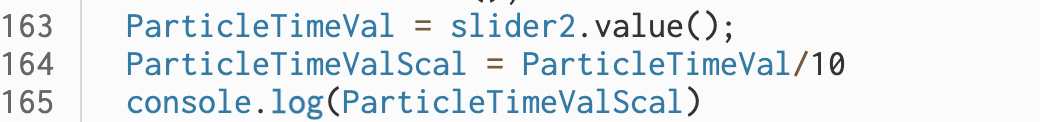 163 ParticleTimeVal = slider2.value();
164 ParticleTimeValScal = ParticleTimeVal/10
165 console.log(ParticleTimeValScal)